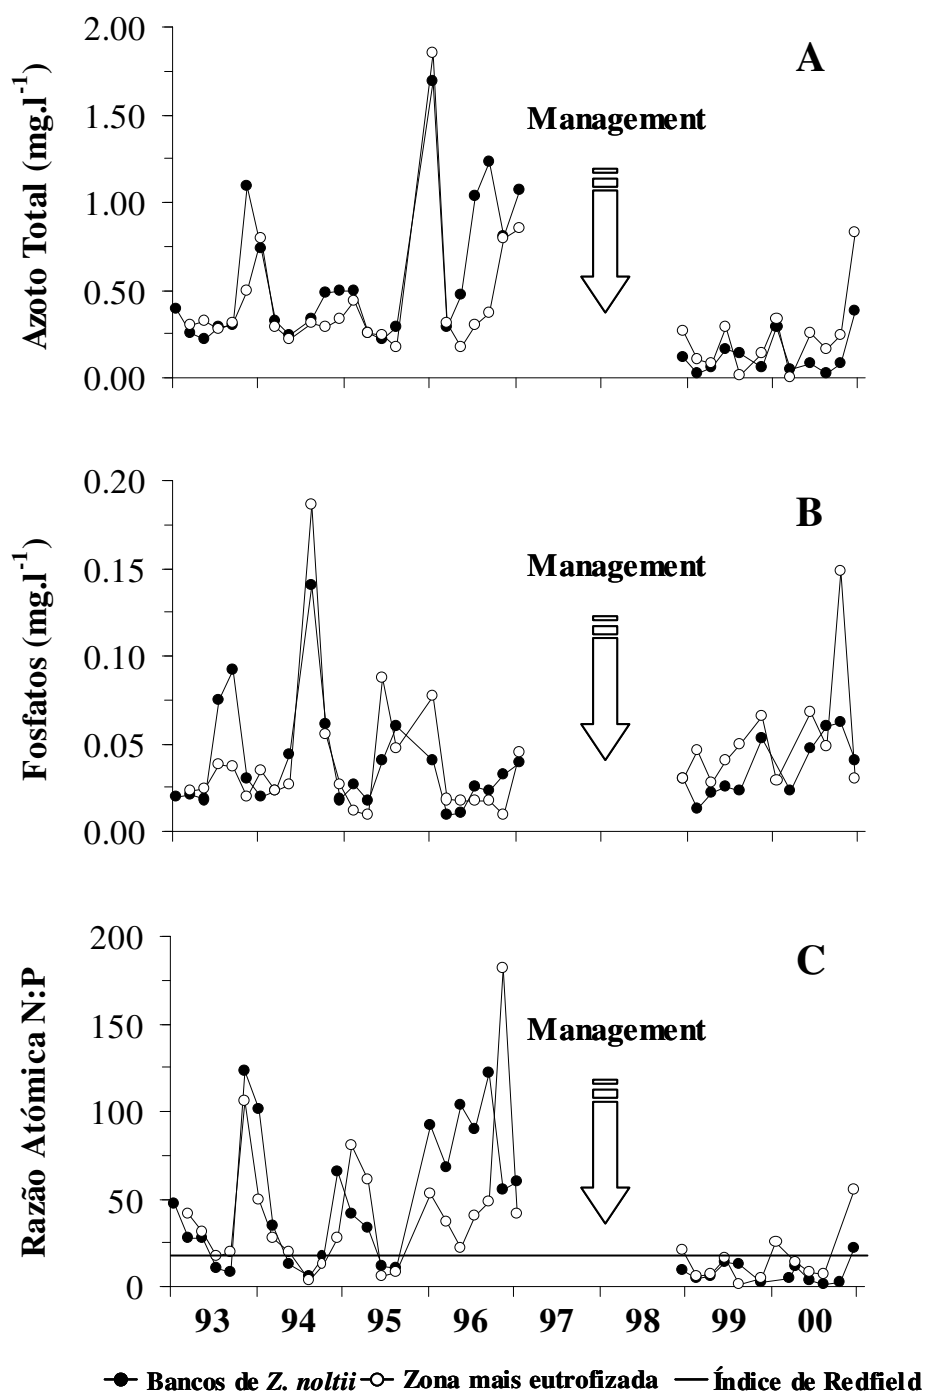 2.00
1.50
1.00
0.50
0.00
Azoto Total (mg.l-1)
A
Management
0.20
0.15
0.10
0.05
0.00
Fosfatos (mg.l-1)
B
Management
200
150
100
50
0
Razão Atómica N:P
C
Management
93 94 95 96 97 98 99 00
Bancos de Z. noltii Zona mais eutrofizada Índice de Redfield